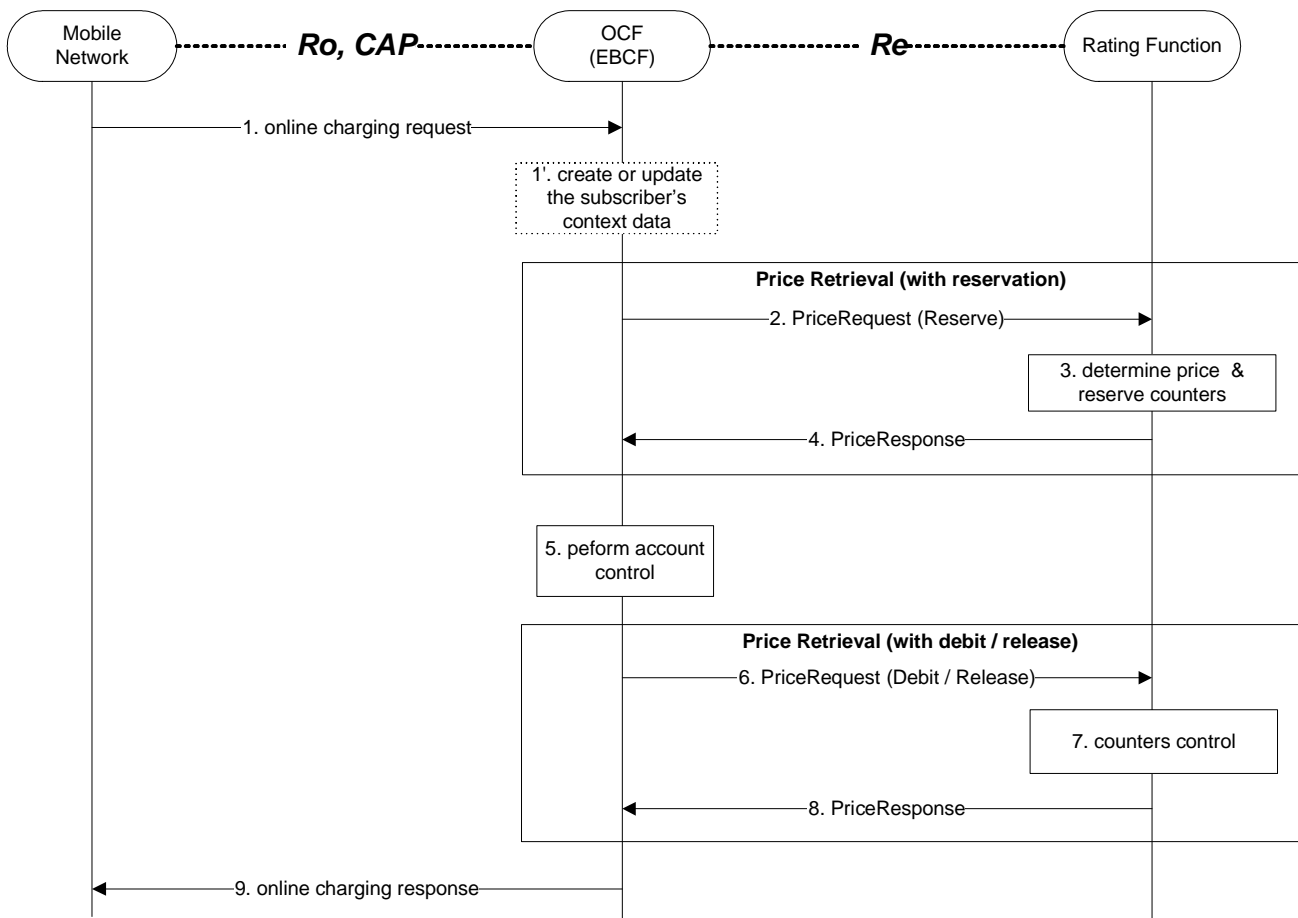 Mobile
Network
Ro, CAP
OCF
(EBCF)
Re
Rating Function
1. online charging request
1'. create or update
the subscriber's
context data
Price Retrieval (with reservation)
2. PriceRequest (Reserve)
3. determine price &
reserve counters
4. PriceResponse
5. peform account
control
Price Retrieval (with debit / release)
6. PriceRequest (Debit / Release)
7. counters control
8. PriceResponse
9. online charging response